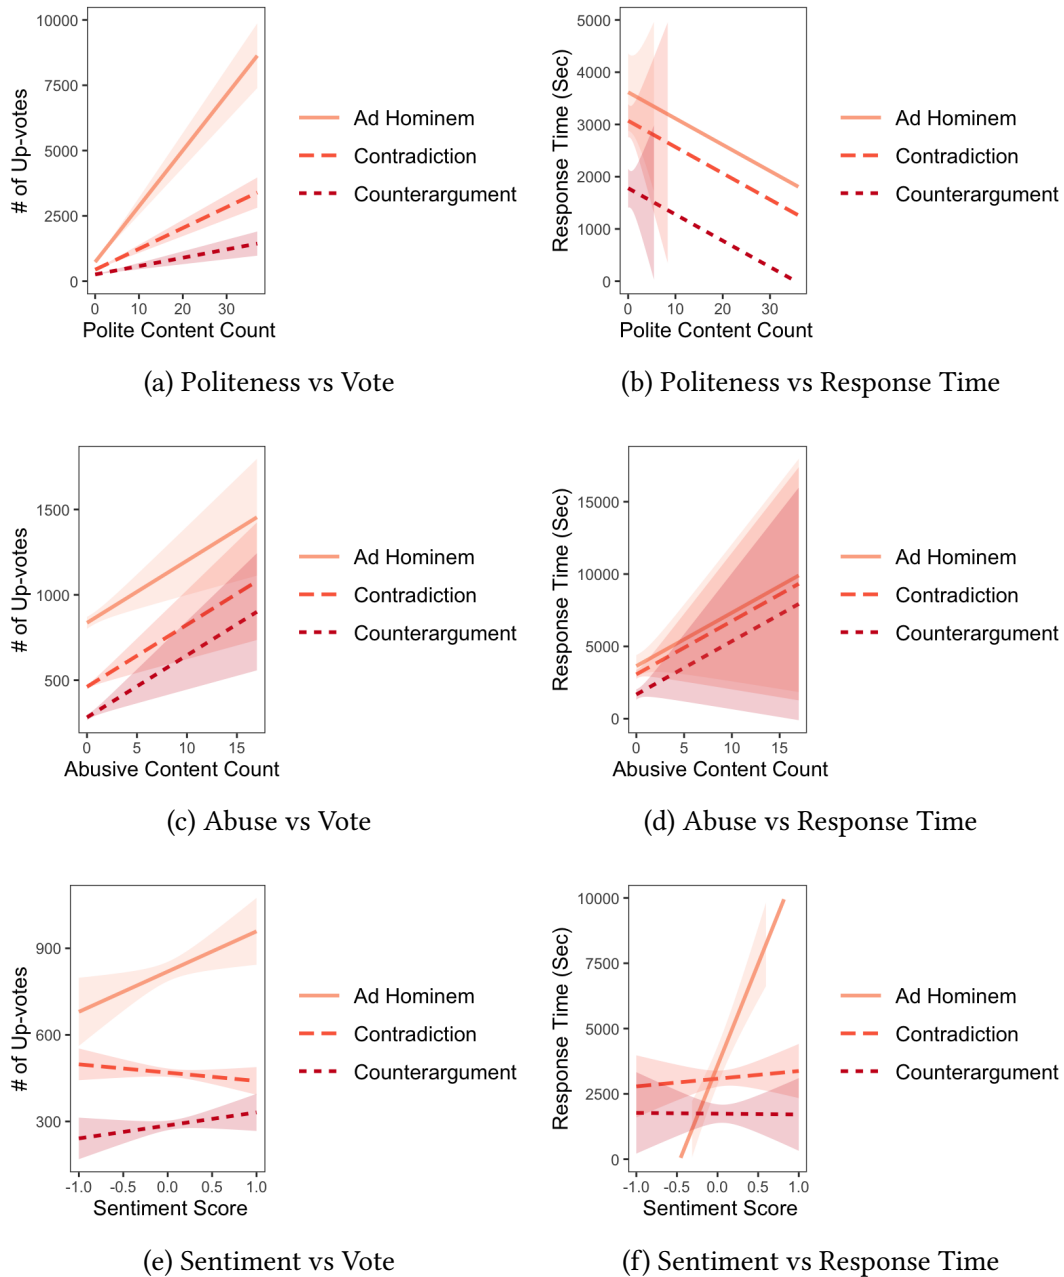 10000
7500
5000
2500
0
# of Up-votes
0 10 20 30
Polite Content Count
Ad Hominem
Contradiction
Counterargument
(a) Politeness vs Vote
5000
4000
3000
2000
1000
0
Response Time (Sec)
0 10 20 30
Polite Content Count
Ad Hominem
Contradiction
Counterargument
(b) Politeness vs Response Time
1500
1000
500
# of Up-votes
0 5 10 15
Abusive Content Count
Ad Hominem
Contradiction
Counterargument
(c) Abuse vs Vote
15000
10000
5000
0
Response Time (Sec)
0 5 10 15
Abusive Content Count
Ad Hominem
Contradiction
Counterargument
(d) Abuse vs Response Time
900
600
300
# of Up-votes
-1.0 -0.5 0.0 0.5 1.0
Sentiment Score
Ad Hominem
Contradiction
Counterargument
(e) Sentiment vs Vote
10000
7500
5000
2500
0
Response Time (Sec)
-1.0 -0.5 0.0 0.5 1.0
Sentiment Score
Ad Hominem
Contradiction
Counterargument
(f) Sentiment vs Response Time